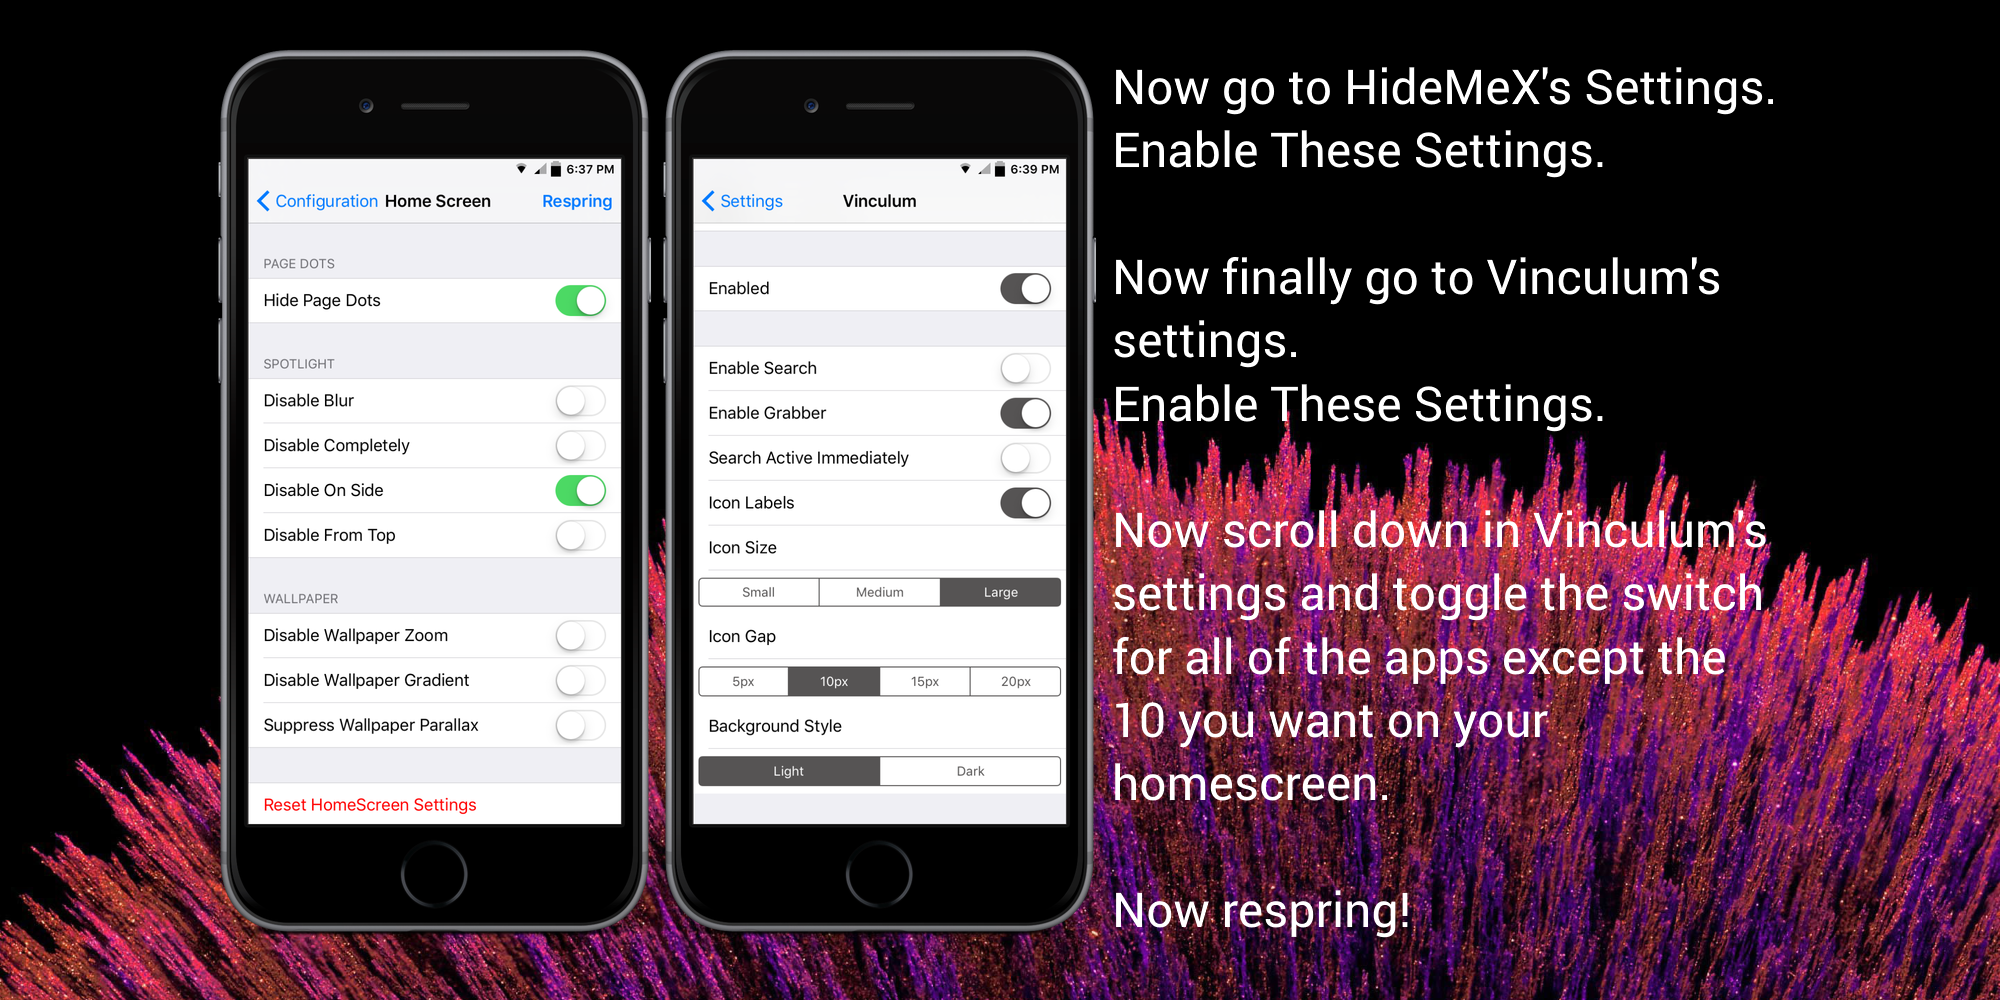 6:37 PM
Configuration Home Screen Respring
PAGE DOTS
Hide Page Dots
SPOTLIGHT
Disable Blur
Disable Completely
Disable On Side
Disable From Top
WALLPAPER
Disable Wallpaper Zoom
Disable Wallpaper Gradient
Suppress Wallpaper Parallax
Reset HomeScreen Settings
6:39 PM
Settings Vinculum
Enabled
Enable Search
Enable Grabber
Search Active Immediately
Icon Labels
Icon Size
Small Medium Large
Icon Gap
5px 10px 15px 20px
Background Style
Light Dark
Now go to HideMeX's Settings.
Enable These Settings.
Now finally go to Vinculum's
settings.
Enable These Settings.
Now scroll down in Vinculum's
settings and toggle the switch
for all of the apps except the
10 you want on your
homescreen.
Now respring!